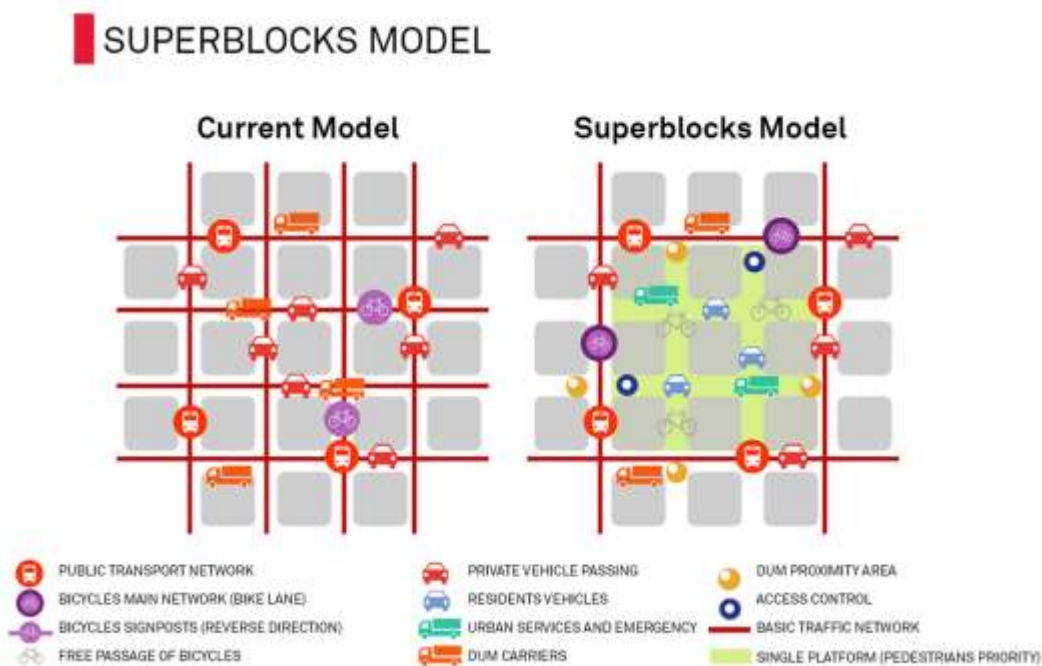 SUPERBLOCKS MODEL
Current Model
Superblocks Model
PUBLIC TRANSPORT NETWORK
BICYCLES MAIN NETWORK (BIKE LANE)
BICYCLES SIGNPOSTS (REVERSE DIRECTION)
FREE PASSAGE OF BICYCLES
PRIVATE VEHICLE PASSING
RESIDENTS VEHICLES
URBAN SERVICES AND EMERGENCY
DUM CARRIERS
DUM PROXIMITY AREA
ACCESS CONTROL
BASIC TRAFFIC NETWORK
SINGLE PLATFORM (PEDESTRIANS PRIORITY)